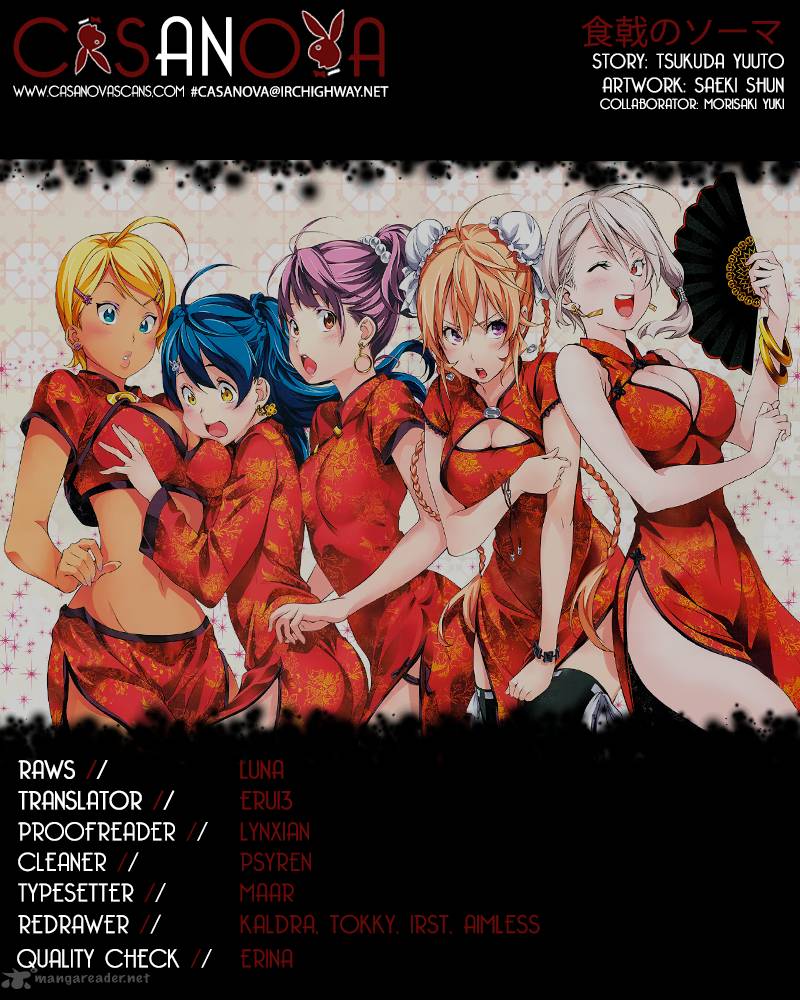 CASANOVA
WWW.CASANOVASCANS.COM #CASANOVA@IRCHIGHWAY.NET
食戟のソーマ
STORY: TSUKUDA YUUTO
ARTWORK: SAEKI SHUN
COLLABORATOR: MORISAKI YUKI
RAWS // LUNA
TRANSLATOR // ERUI3
PROOFREADER // LYNXIAN
CLEANER // PSYREN
TYPESETTER // MAAR
REDRAWER // KALDRA, TOKKY, IRST, AIMLESS
QUALITY CHECK // ERINA
mangareader.net